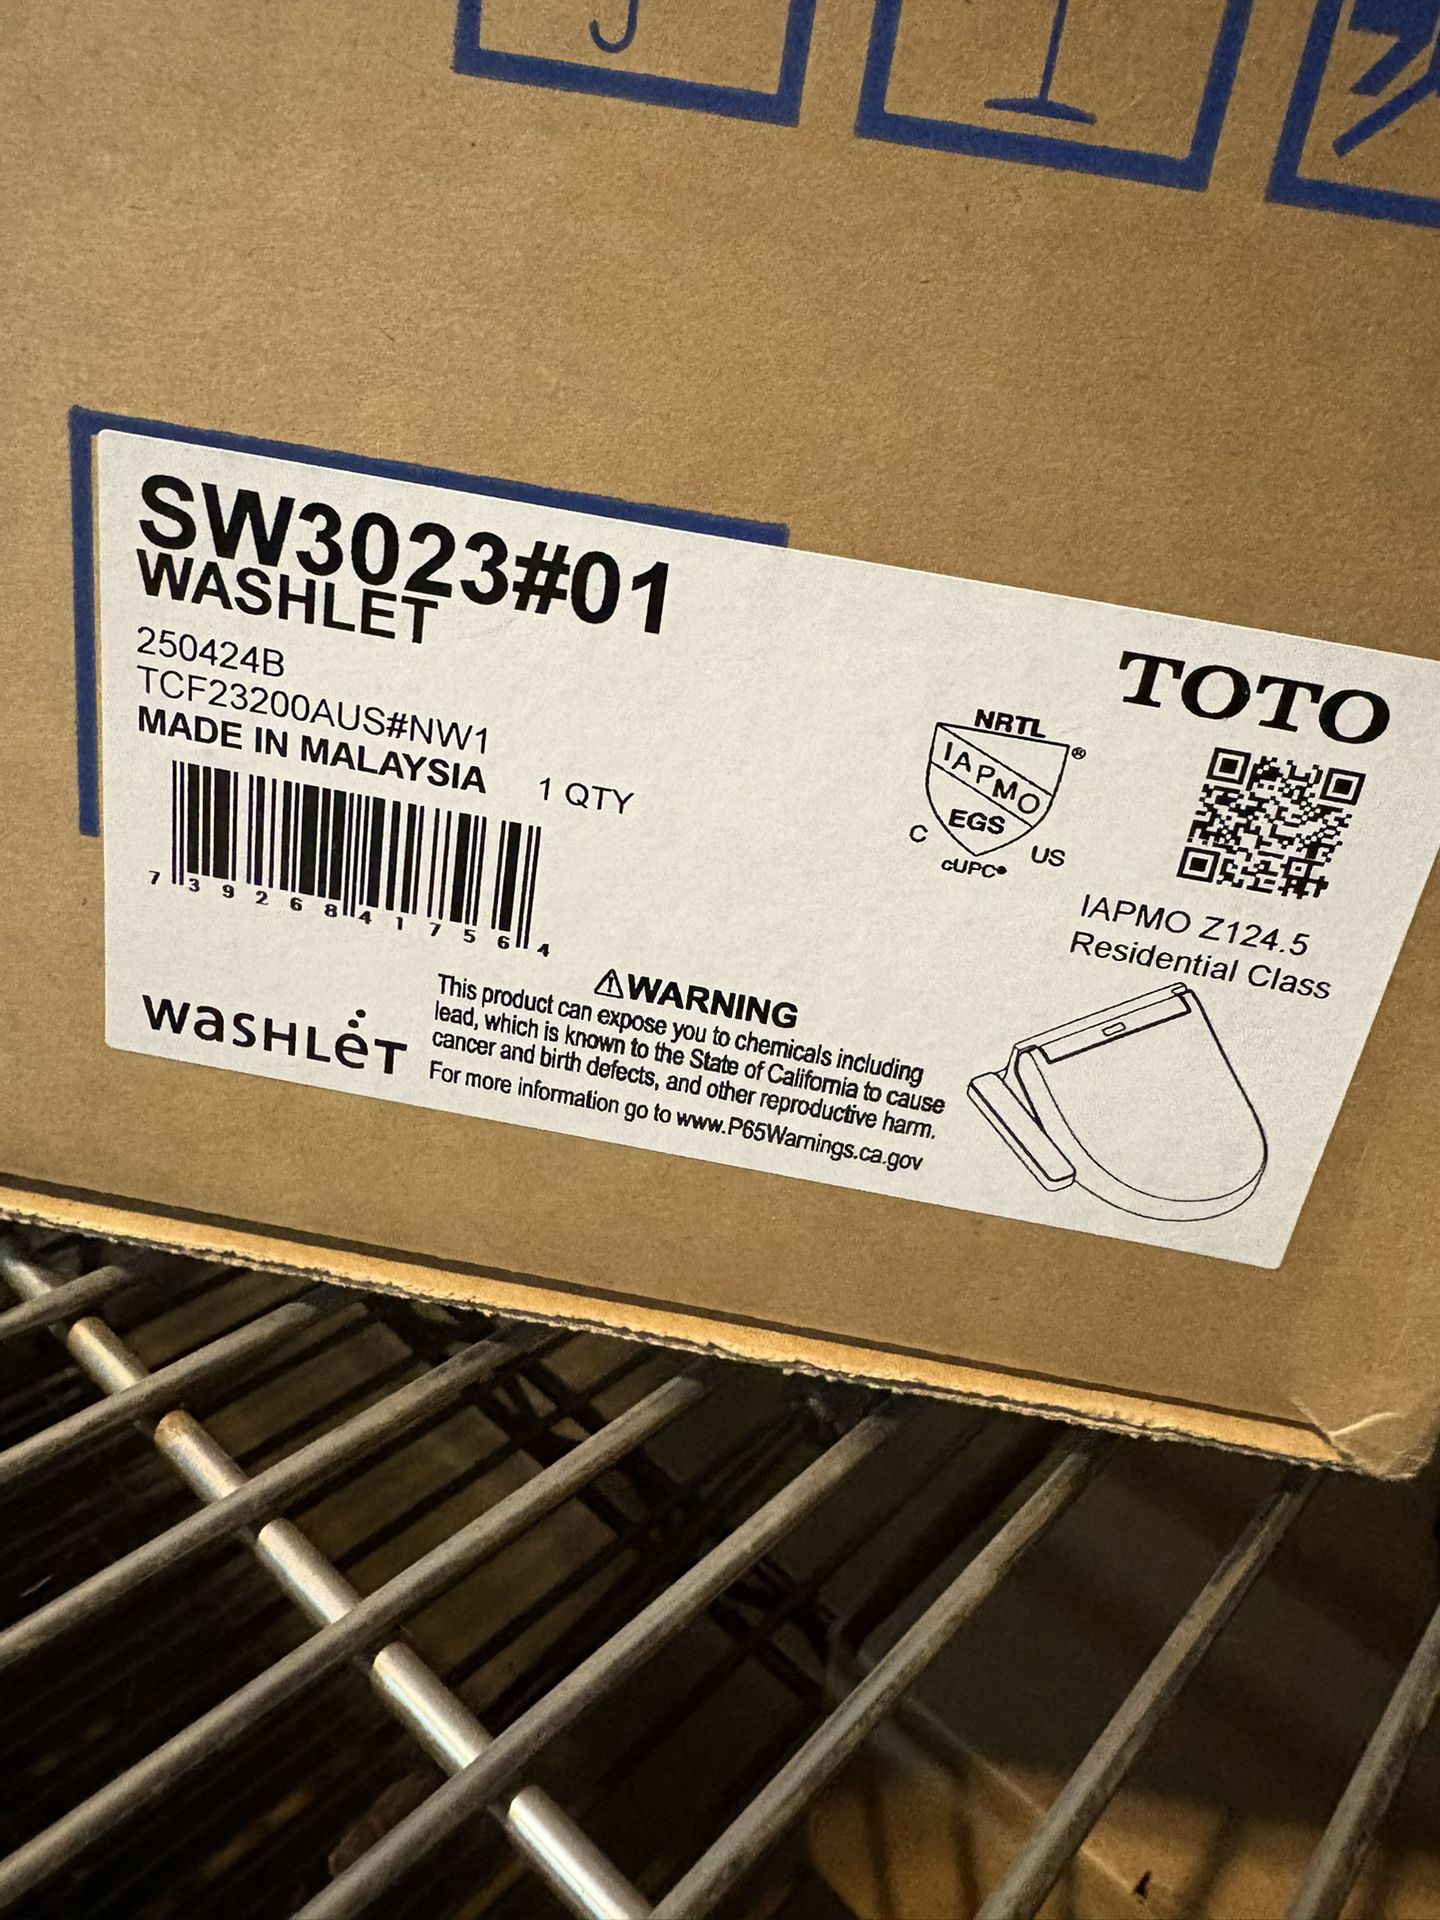 SW3023#01
WASHLET
250424B
TCF23200AUS#NW1
MADE IN MALAYSIA 1 QTY
7 39268 41756 4
WASHLET
TOTO
NRTL
IAPMO ®
EGS
C US
cUPC®
IAPMO Z124.5
Residential Class
⚠WARNING
This product can expose you to chemicals including
lead, which is known to the State of California to cause
cancer and birth defects, and other reproductive harm.
For more information go to www.P65Warnings.ca.gov